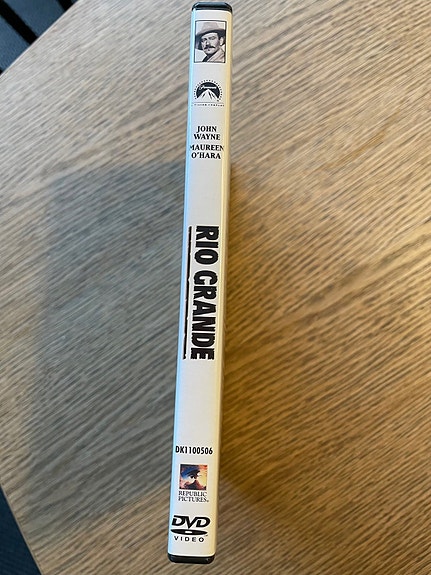 JOHN
WAYNE
MAUREEN
O'HARA
RIO GRANDE
DK1100506
REPUBLIC
PICTURES
DVD
VIDEO